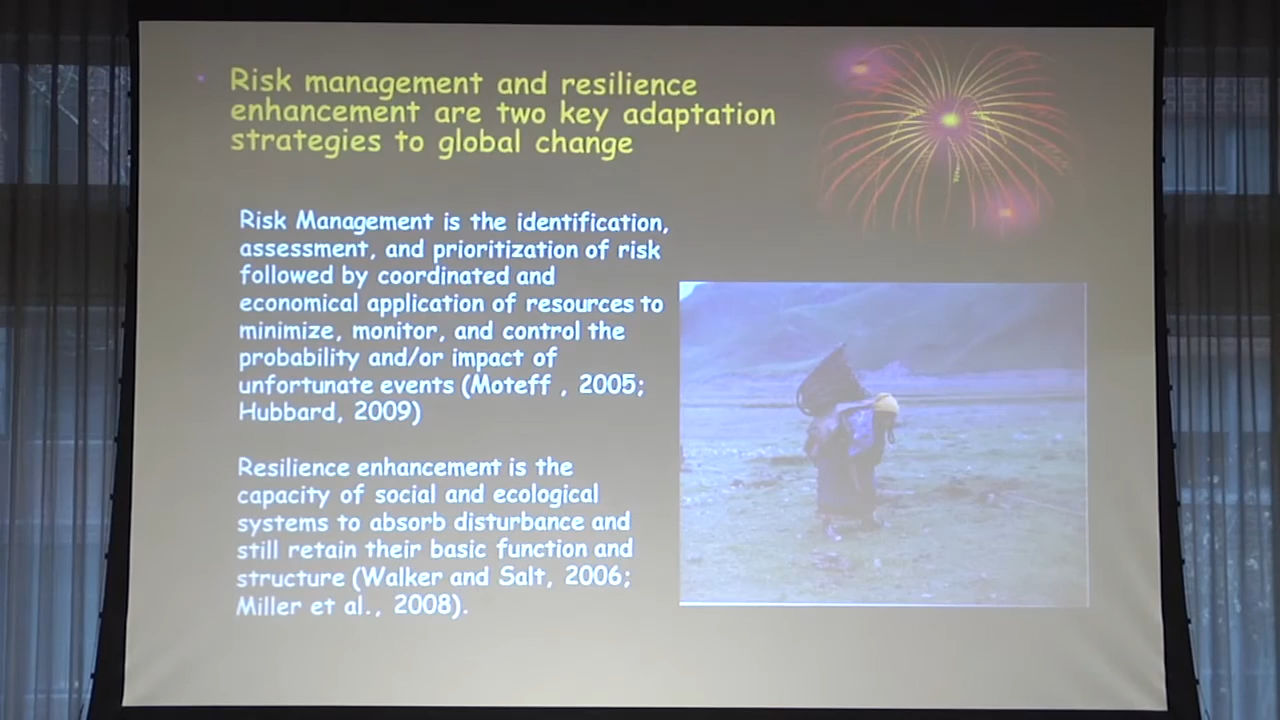 Risk management and resilience
enhancement are two key adaptation
strategies to global change
Risk Management is the identification,
assessment, and prioritization of risk
followed by coordinated and
economical application of resources to
minimize, monitor, and control the
probability and/or impact of
unfortunate events (Moteff , 2005;
Hubbard, 2009)
Resilience enhancement is the
capacity of social and ecological
systems to absorb disturbance and
still retain their basic function and
structure (Walker and Salt, 2006;
Miller et al., 2008).